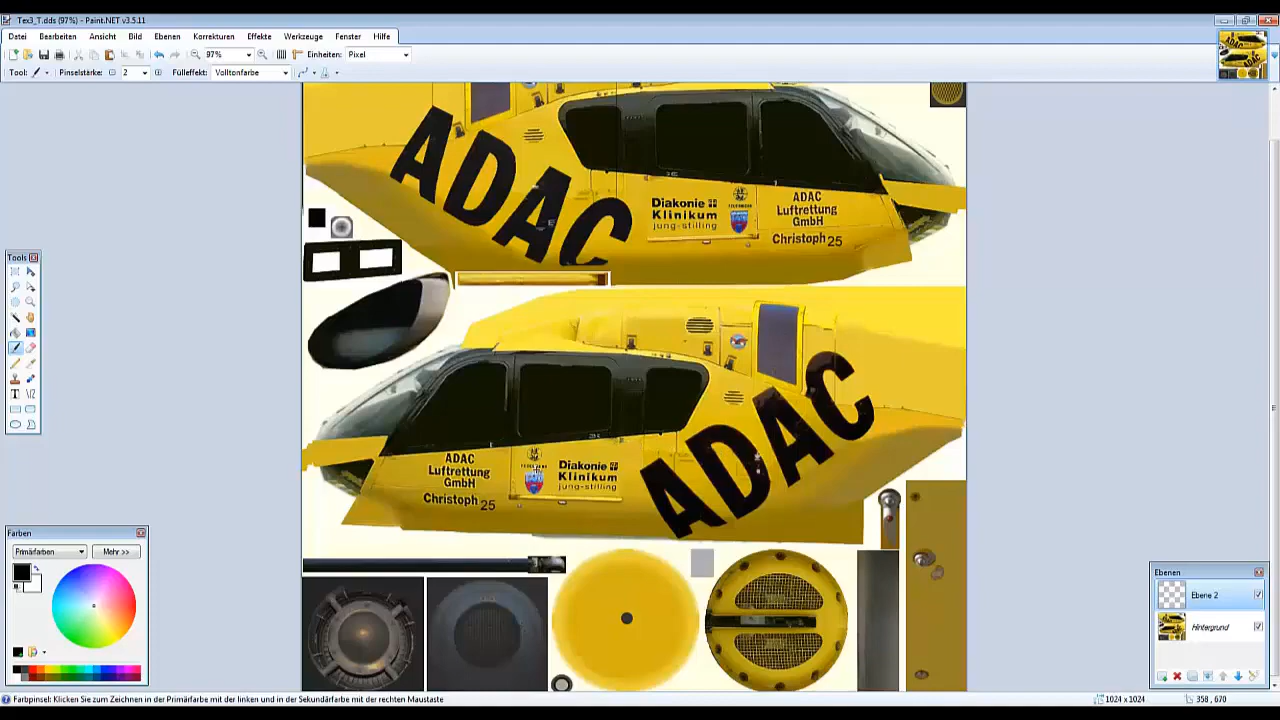 Tex3_T.dds (97%) - Paint.NET v3.5.11
Datei Bearbeiten Ansicht Bild Ebenen Korrekturen Effekte Werkzeuge Fenster Hilfe
97% Einheiten: Pixel
Tool: Pinselstärke: 2 Fülleffekt: Volltonfarbe
ADAC
Diakonie
Klinikum
jung-stilling
ADAC
Luftrettung
GmbH
Christoph 25
Tools
ADAC
ADAC
Luftrettung
GmbH
Christoph 25
Diakonie
Klinikum
jung-stilling
Farben
Primärfarben Mehr >>
Ebenen
Ebene 2
Hintergrund
Farbpinsel: Klicken Sie zum Zeichnen in der Primärfarbe mit der linken und in der Sekundärfarbe mit der rechten Maustaste
1024 x 1024 358, 670